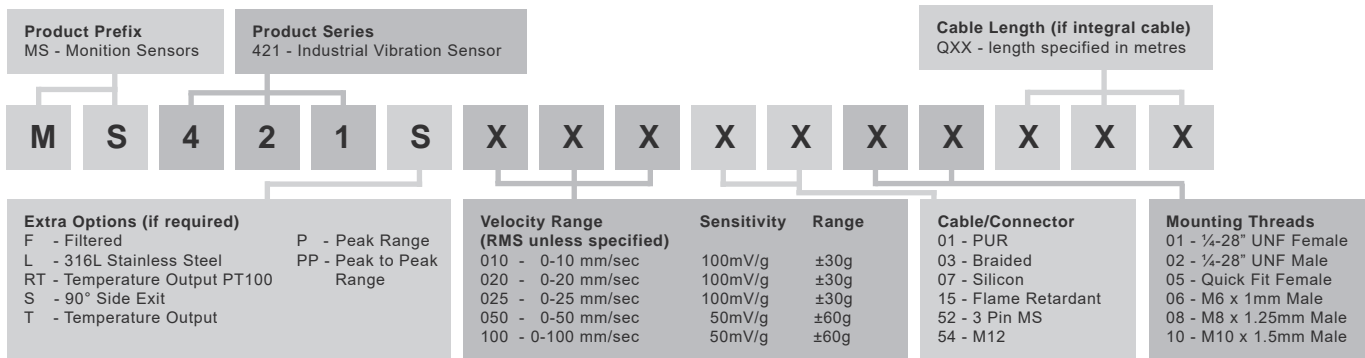 Product Prefix
MS - Monition Sensors
Product Series
421 - Industrial Vibration Sensor
Cable Length (if integral cable)
QXX - length specified in metres
M S 4 2 1 S X X X X X X X X X X
Extra Options (if required)
F - Filtered
L - 316L Stainless Steel
RT - Temperature Output PT100
S - 90° Side Exit
T - Temperature Output
P - Peak Range
PP - Peak to Peak
Range
Velocity Range Sensitivity Range
(RMS unless specified)
010 - 0-10 mm/sec 100mV/g ±30g
020 - 0-20 mm/sec 100mV/g ±30g
025 - 0-25 mm/sec 100mV/g ±30g
050 - 0-50 mm/sec 50mV/g ±60g
100 - 0-100 mm/sec 50mV/g ±60g
Cable/Connector
01 - PUR
03 - Braided
07 - Silicon
15 - Flame Retardant
52 - 3 Pin MS
54 - M12
Mounting Threads
01 - ¼-28” UNF Female
02 - ¼-28” UNF Male
05 - Quick Fit Female
06 - M6 x 1mm Male
08 - M8 x 1.25mm Male
10 - M10 x 1.5mm Male